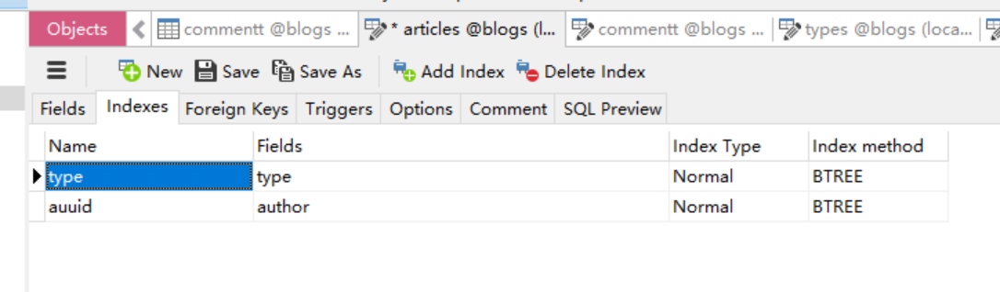 Objects commentt @blogs ... * articles @blogs (l... commentt @blogs ... types @blogs (loca...
New Save Save As Add Index Delete Index
Fields Indexes Foreign Keys Triggers Options Comment SQL Preview
Name Fields Index Type Index method
type type Normal BTREE
auuid author Normal BTREE